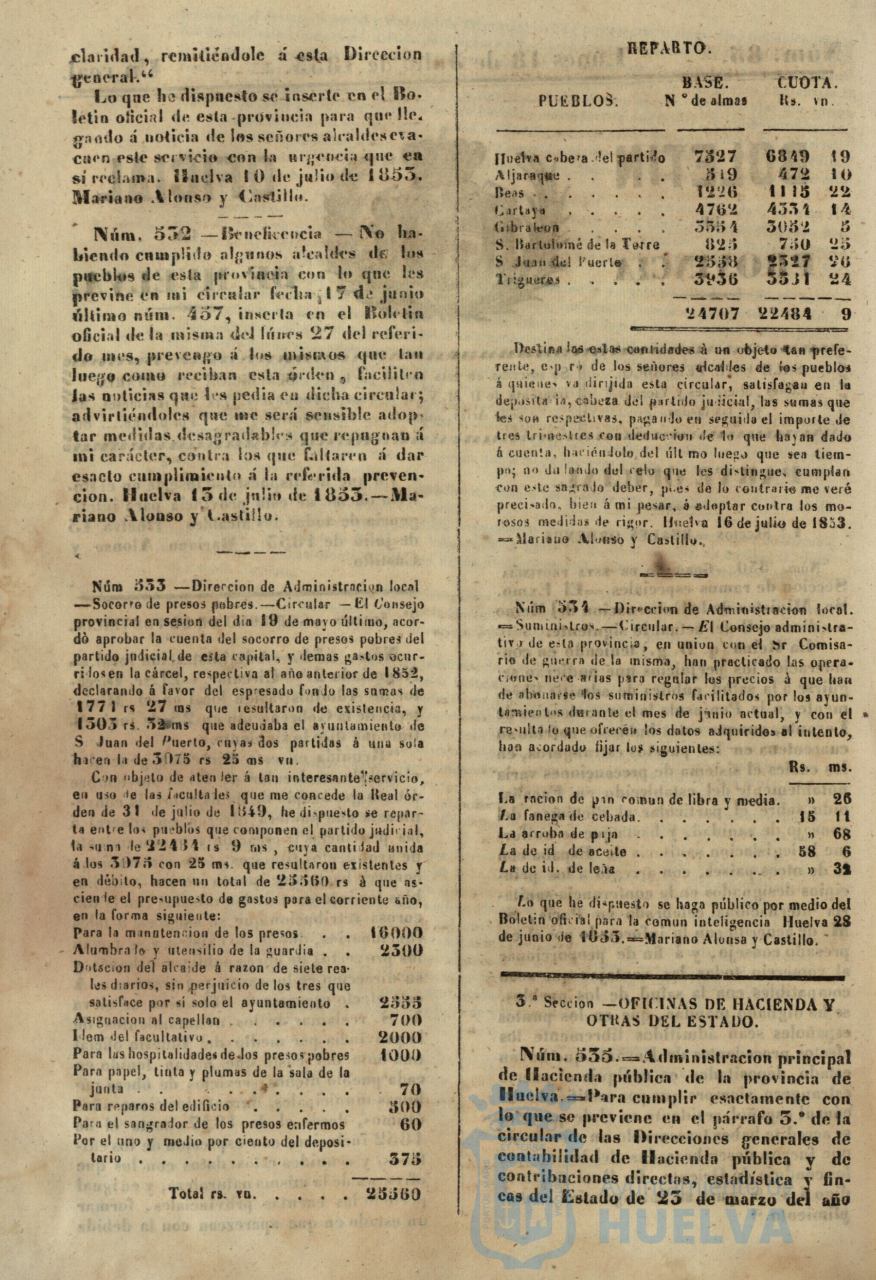 claridad, remitiéndole á esta Direccion
general.“
Lo que he dispuesto se inserte en el Bo-
letin oficial de esta provincia para que lle-
gando á noticia de los señores alcaldes eva-
cuen este servicio con la urgencia que en
sí reclama. Huelva 10 de julio de 1853.
Mariano Alonso y Castillo.
Núm. 532 —Beneficencia — No ha-
biendo cumplido algunos alcaldes de los
pueblos de esta provincia con lo que les
previne en mi circular fecha 17 de junio
último núm. 457, inserta en el Boletin
oficial de la misma del lúnes 27 del referi-
do mes, prevengo á los mismos que tan
luego como reciban esta órden, faciliten
las noticias que les pedia en dicha circular;
advirtiéndoles que me será sensible adop-
tar medidas desagradables que repugnan á
mi carácter, contra los que faltaren á dar
esacto cumplimiento á la referida preven-
cion. Huelva 13 de julio de 1853.—Ma-
riano Alonso y Castillo.
Núm 533 —Direccion de Administracion local
—Socorro de presos pobres.—Circular —El Consejo
provincial en sesion del dia 19 de mayo último, acor-
dó aprobar la cuenta del socorro de presos pobres del
partido judicial de esta capital, y demas gastos ocur-
ridos en la cárcel, respectiva al año anterior de 1852,
declarando á favor del espresado fondo las sumas de
1771 rs 27 ms que resultaron de existencia, y
1303 rs. 32 ms que adeudaba el ayuntamiento de
S Juan del Puerto, cuyas dos partidas á una sola
hacen la de 3075 rs 25 ms vn.
Con objeto de atender á tan interesante servicio,
en uso de las facultades que me concede la Real ór-
den de 31 de julio de 1849, he dispuesto se repar-
ta entre los pueblos que componen el partido judicial,
la suma de 22484 rs 9 ms, cuya cantidad unida
á los 3075 con 25 ms. que resultaron existentes y
en débito, hacen un total de 25560 rs á que as-
ciende el presupuesto de gastos para el corriente año,
en la forma siguiente:
Para la manutencion de los presos. . . 16000
Alumbrado y utensilio de la guardia . . 2500
Dotacion del alcaide á razon de siete rea-
les diarios, sin perjuicio de los tres que
satisface por si solo el ayuntamiento . 2555
Asignacion al capellan . . . . . . 700
Idem del facultativo . . . . . . . 2000
Para las hospitalidades de los presos pobres 1000
Para papel, tinta y plumas de la sala de la
junta . . . . . . . . 70
Para reparos del edificio . . . . . 300
Para el sangrador de los presos enfermos 60
Por el uno y medio por ciento del deposi-
tario . . . . . . . . . . 375
Total rs. vn. . . . . 25560
REPARTO.
BASE. CUOTA.
PUEBLOS. N.º de almas Rs. vn.
Huelva cabeza del partido 7527 6849 19
Aljaraque . . . . . 519 472 10
Beas . . . . . . . 1226 1115 22
Cartaya . . . . . 4762 4334 14
Gibraleon . . . . . 3354 3052 5
S. Bartolomé de la Torre 825 750 25
S Juan del Puerto . . 2558 2327 26
Trigueros . . . . . 3936 3581 24
24707 22484 9
Destinadas estas cantidades á un objeto tan prefe-
rente, espero de los señores alcaldes de los pueblos
á quienes va dirijida esta circular, satisfagan en la
depositaria, cabeza del partido judicial, las sumas que
les son respectivas, pagando en seguida el importe de
tres trimestres con deduccion de lo que hayan dado
á cuenta, haciéndolo del último luego que sea tiem-
po; no dudando del celo que les distingue, cumplan
con este sagrado deber, pues de lo contrario me veré
precisado, bien á mi pesar, á adoptar contra los mo-
rosos medidas de rigor. Huelva 16 de julio de 1853.
=Mariano Alonso y Castillo.
Núm 534 —Direccion de Administracion local.
=Suministros.—Circular.—El Consejo administra-
tivo de esta provincia, en union con el Sr Comisa-
rio de guerra de la misma, han practicado las opera-
ciones necesarias para regular los precios á que han
de abonarse los suministros facilitados por los ayun-
tamientos durante el mes de junio actual, y con el
resultado que ofrecen los datos adquiridos al intento,
han acordado fijar los siguientes:
Rs. ms.
La racion de pan comun de libra y media. » 26
La fanega de cebada. . . . . . . 15 11
La arroba de paja . . . . . . » 68
La de id de aceite . . . . . . . 58 6
La de id. de leña . . . . . . . » 32
Lo que he dispuesto se haga público por medio del
Boletin oficial para la comun inteligencia Huelva 28
de junio de 1853.=Mariano Alonsa y Castillo.
3.ª Seccion —OFICINAS DE HACIENDA Y
OTRAS DEL ESTADO.
Núm. 535.=Administracion principal
de Hacienda pública de la provincia de
Huelva.=Para cumplir esactamente con
lo que se previene en el párrafo 3.º de la
circular de las Direcciones generales de
contabilidad de Hacienda pública y de
contribuciones directas, estadística y fin-
cas del Estado de 23 de marzo del año
HUELVA